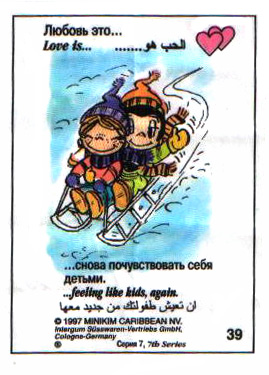 Любовь это...
Love is...
الحب هو.......
...снова почувствовать себя
детьми.
...feeling like kids, again.
ان تعيش طفولتك من جديد معها
© 1997 MINIKIM CARIBBEAN NV.
Intergum Süsswaren-Vertriebs GmbH,
Cologne-Germany
® Серия 7, 7th Series
39